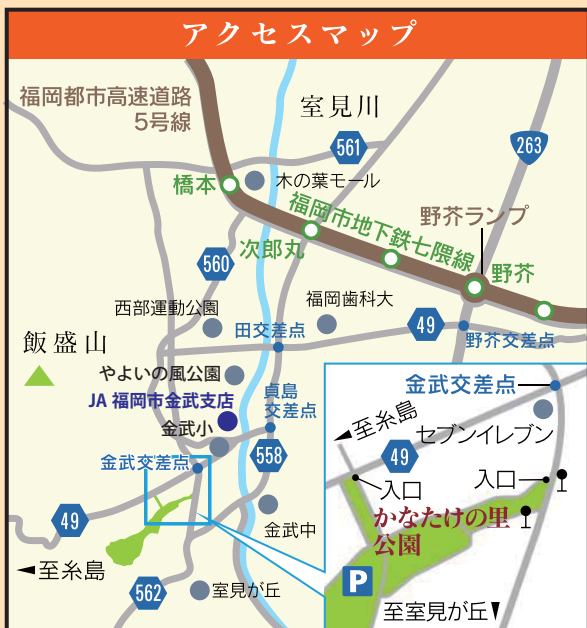 アクセスマップ
福岡都市高速道路
5号線
室見川
561
263
橋本
木の葉モール
福岡市地下鉄七隈線
野芥ランプ
次郎丸
野芥
560
西部運動公園
福岡歯科大
田交差点
49
野芥交差点
飯盛山
やよいの風公園
JA 福岡市金武支店
貞島
交差点
金武小
金武交差点
558
49
金武中
至糸島
562
室見が丘
金武交差点
至糸島
セブンイレブン
49
入口
入口
かなたけの里
公園
P
至室見が丘